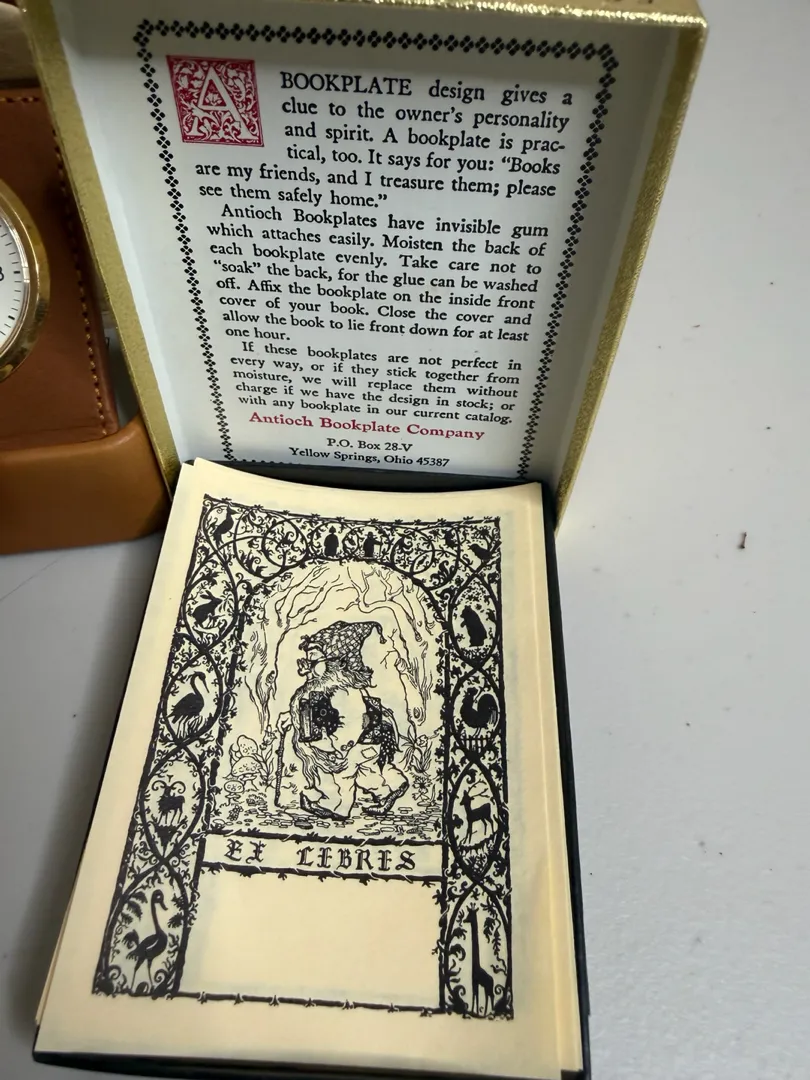 A BOOKPLATE design gives a
clue to the owner's personality
and spirit. A bookplate is prac-
tical, too. It says for you: "Books
are my friends, and I treasure them; please
see them safely home."
Antioch Bookplates have invisible gum
which attaches easily. Moisten the back of
each bookplate evenly. Take care not to
"soak" the back, for the glue can be washed
off. Affix the bookplate on the inside front
cover of your book. Close the cover and
allow the book to lie front down for at least
one hour.
If these bookplates are not perfect in
every way, or if they stick together from
moisture, we will replace them without
charge if we have the design in stock; or
with any bookplate in our current catalog.
Antioch Bookplate Company
P.O. Box 28-V
Yellow Springs, Ohio 45387
EX LIBRIS